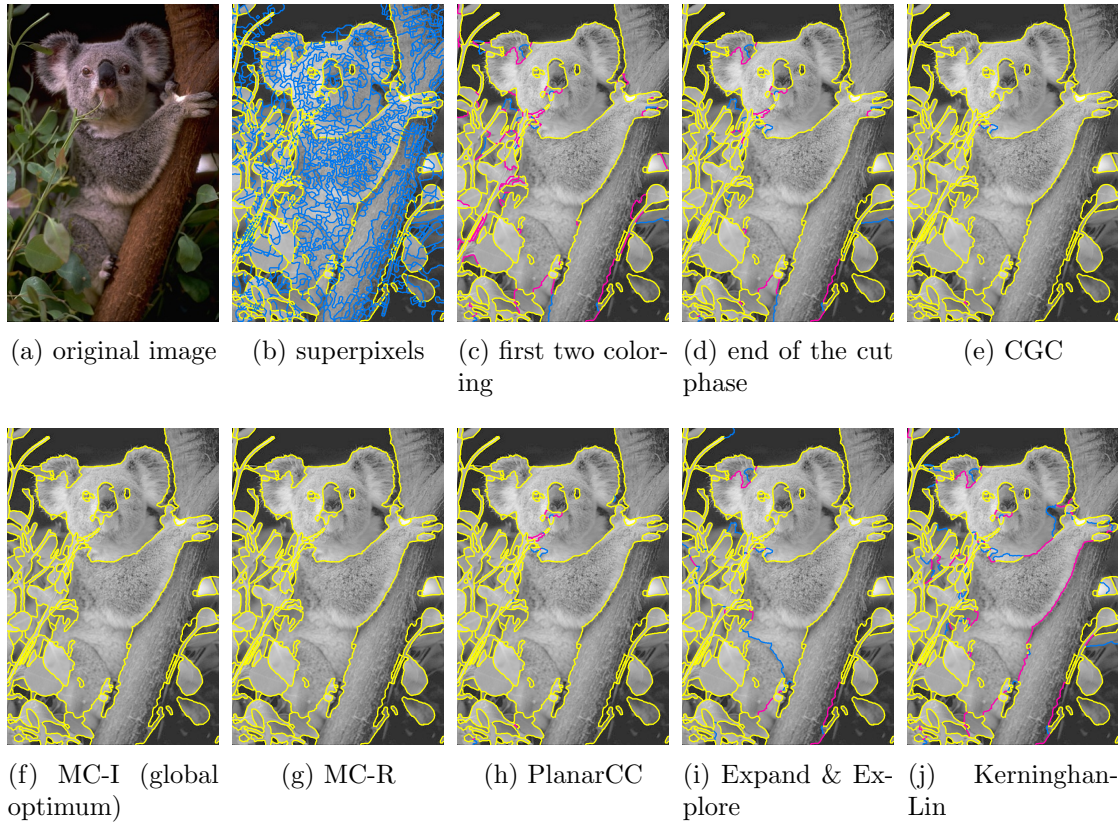 (a) original image
(b) superpixels
(c) first two color-
ing
(d) end of the cut
phase
(e) CGC
(f) MC-I (global
optimum)
(g) MC-R
(h) PlanarCC
(i) Expand & Ex-
plore
(j) Kerninghan-
Lin